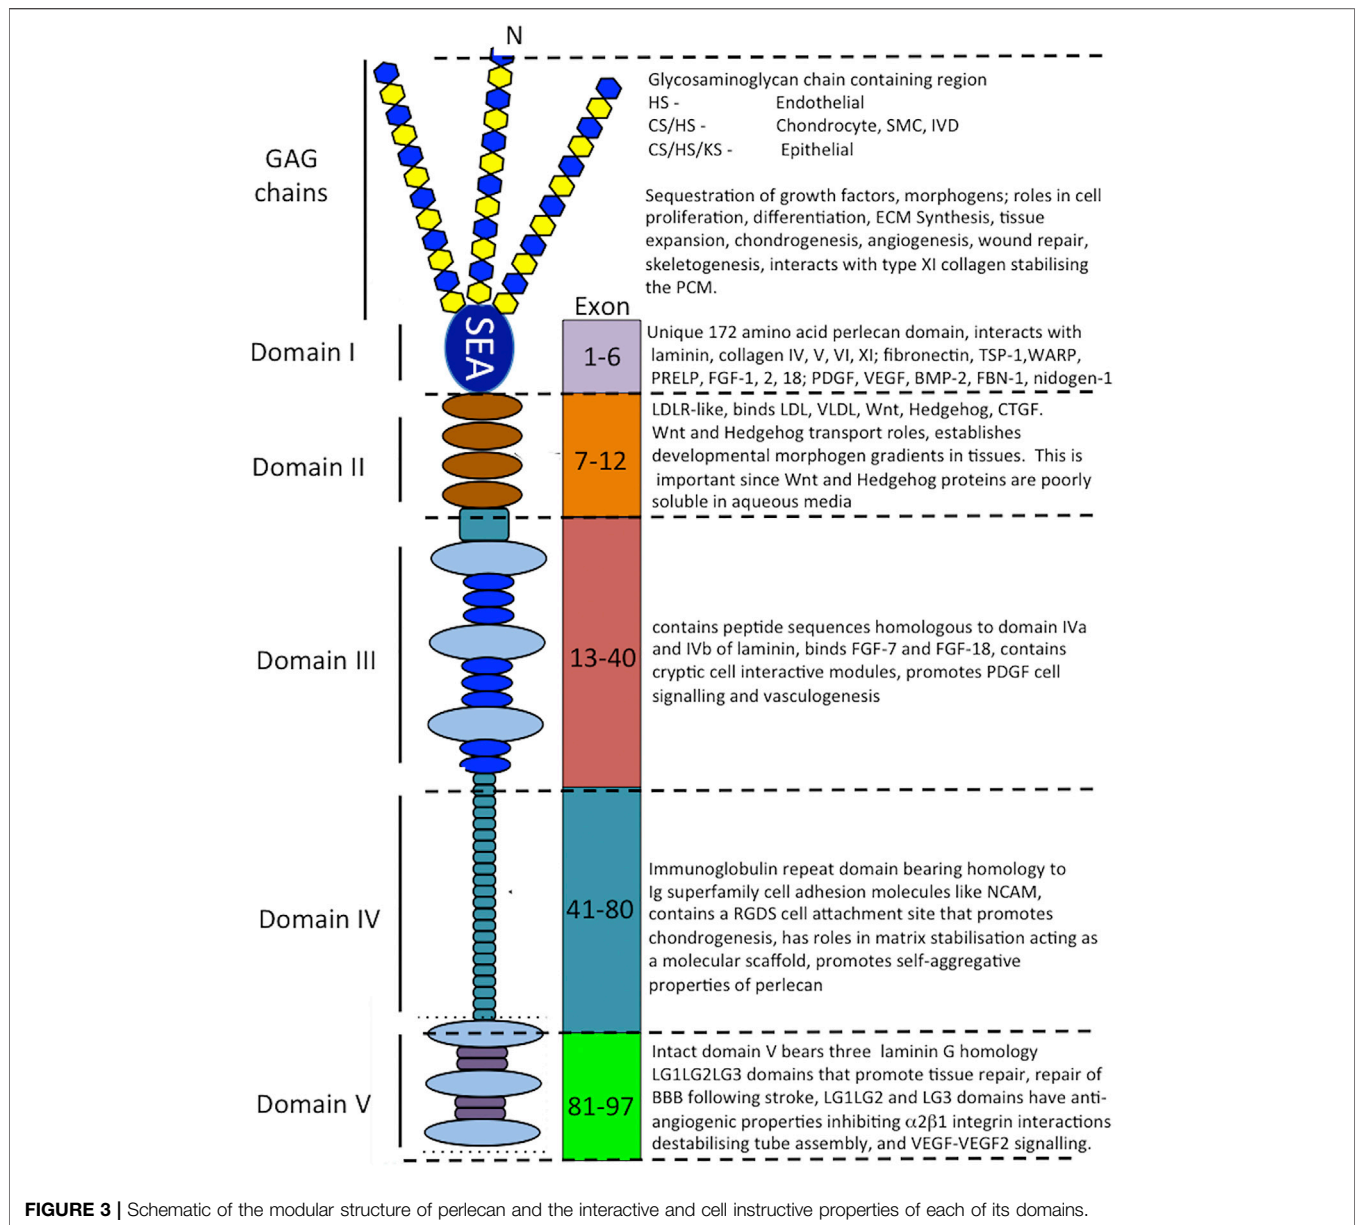 N
Glycosaminoglycan chain containing region
HS - Endothelial
CS/HS - Chondrocyte, SMC, IVD
CS/HS/KS - Epithelial
GAG
chains
Sequestration of growth factors, morphogens; roles in cell
proliferation, differentiation, ECM Synthesis, tissue
expansion, chondrogenesis, angiogenesis, wound repair,
skeletogenesis, interacts with type XI collagen stabilising
the PCM.
Exon
Domain I
SEA
1-6
Unique 172 amino acid perlecan domain, interacts with
laminin, collagen IV, V, VI, XI; fibronectin, TSP-1,WARP,
PRELP, FGF-1, 2, 18; PDGF, VEGF, BMP-2, FBN-1, nidogen-1
Domain II
7-12
LDLR-like, binds LDL, VLDL, Wnt, Hedgehog, CTGF.
Wnt and Hedgehog transport roles, establishes
developmental morphogen gradients in tissues. This is
important since Wnt and Hedgehog proteins are poorly
soluble in aqueous media
Domain III
13-40
contains peptide sequences homologous to domain IVa
and IVb of laminin, binds FGF-7 and FGF-18, contains
cryptic cell interactive modules, promotes PDGF cell
signalling and vasculogenesis
Domain IV
41-80
Immunoglobulin repeat domain bearing homology to
Ig superfamily cell adhesion molecules like NCAM,
contains a RGDS cell attachment site that promotes
chondrogenesis, has roles in matrix stabilisation acting as
a molecular scaffold, promotes self-aggregative
properties of perlecan
Domain V
81-97
Intact domain V bears three laminin G homology
LG1LG2LG3 domains that promote tissue repair, repair of
BBB following stroke, LG1LG2 and LG3 domains have anti-
angiogenic properties inhibiting α2β1 integrin interactions
destabilising tube assembly, and VEGF-VEGF2 signalling.
FIGURE 3 | Schematic of the modular structure of perlecan and the interactive and cell instructive properties of each of its domains.